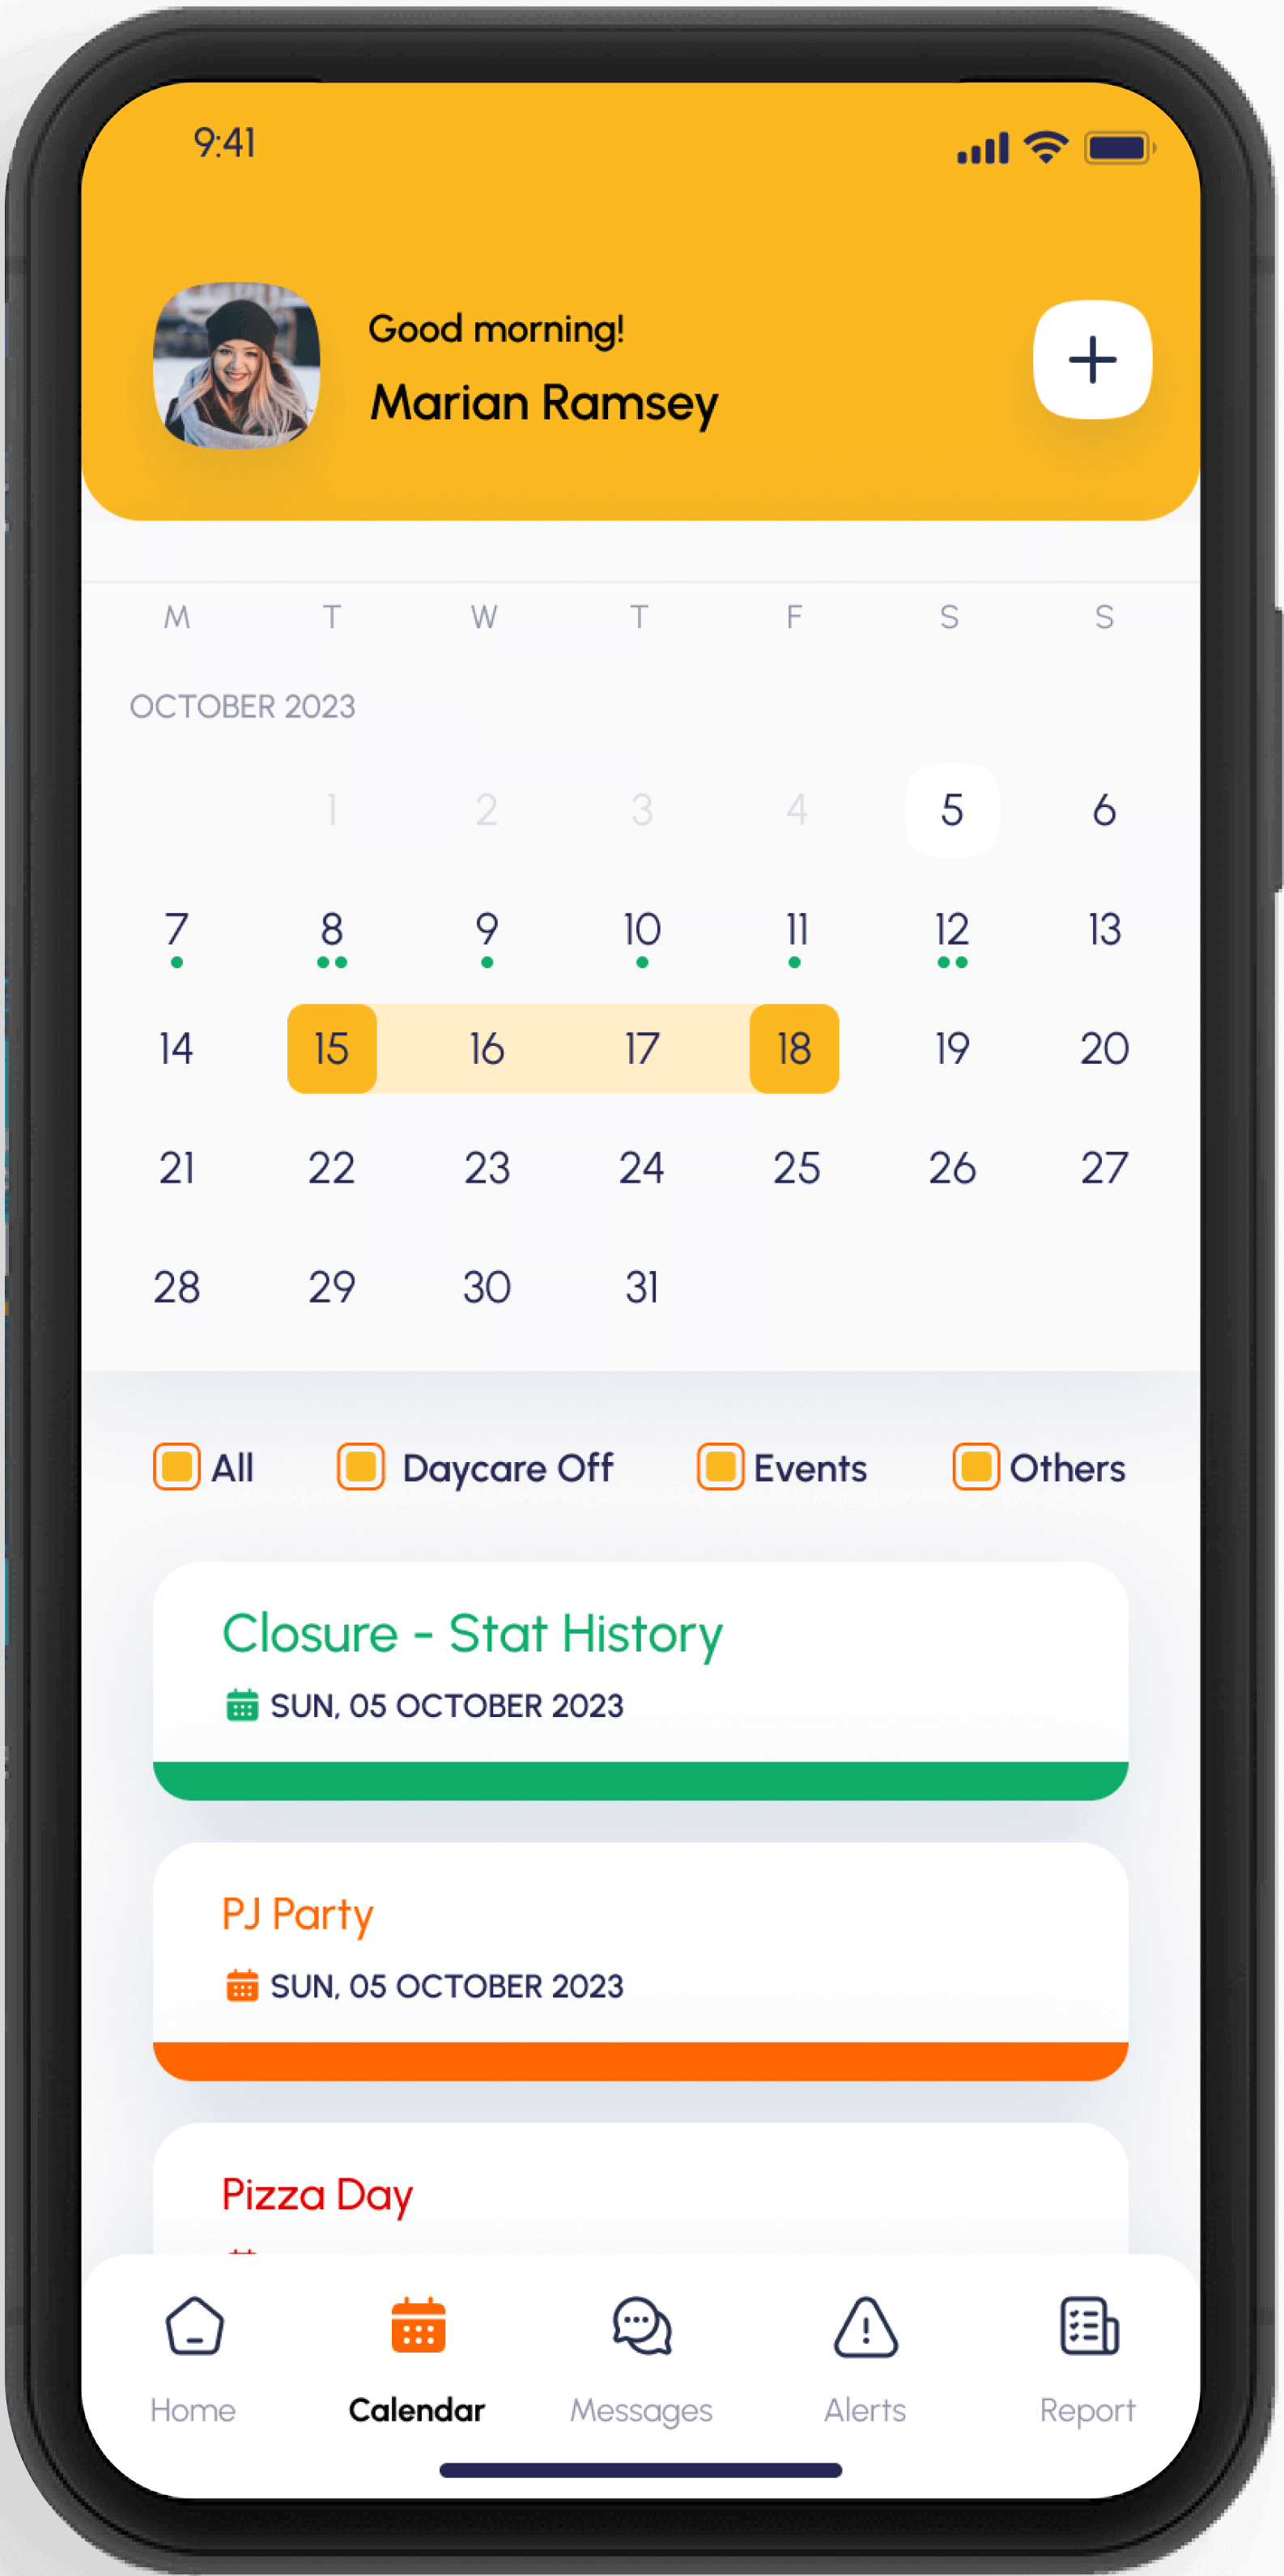 9:41
Good morning!
Marian Ramsey
M T W T F S S
OCTOBER 2023
1 2 3 4 5 6
7 8 9 10 11 12 13
14 15 16 17 18 19 20
21 22 23 24 25 26 27
28 29 30 31
All Daycare Off Events Others
Closure - Stat History
SUN, 05 OCTOBER 2023
PJ Party
SUN, 05 OCTOBER 2023
Pizza Day
Home Calendar Messages Alerts Report